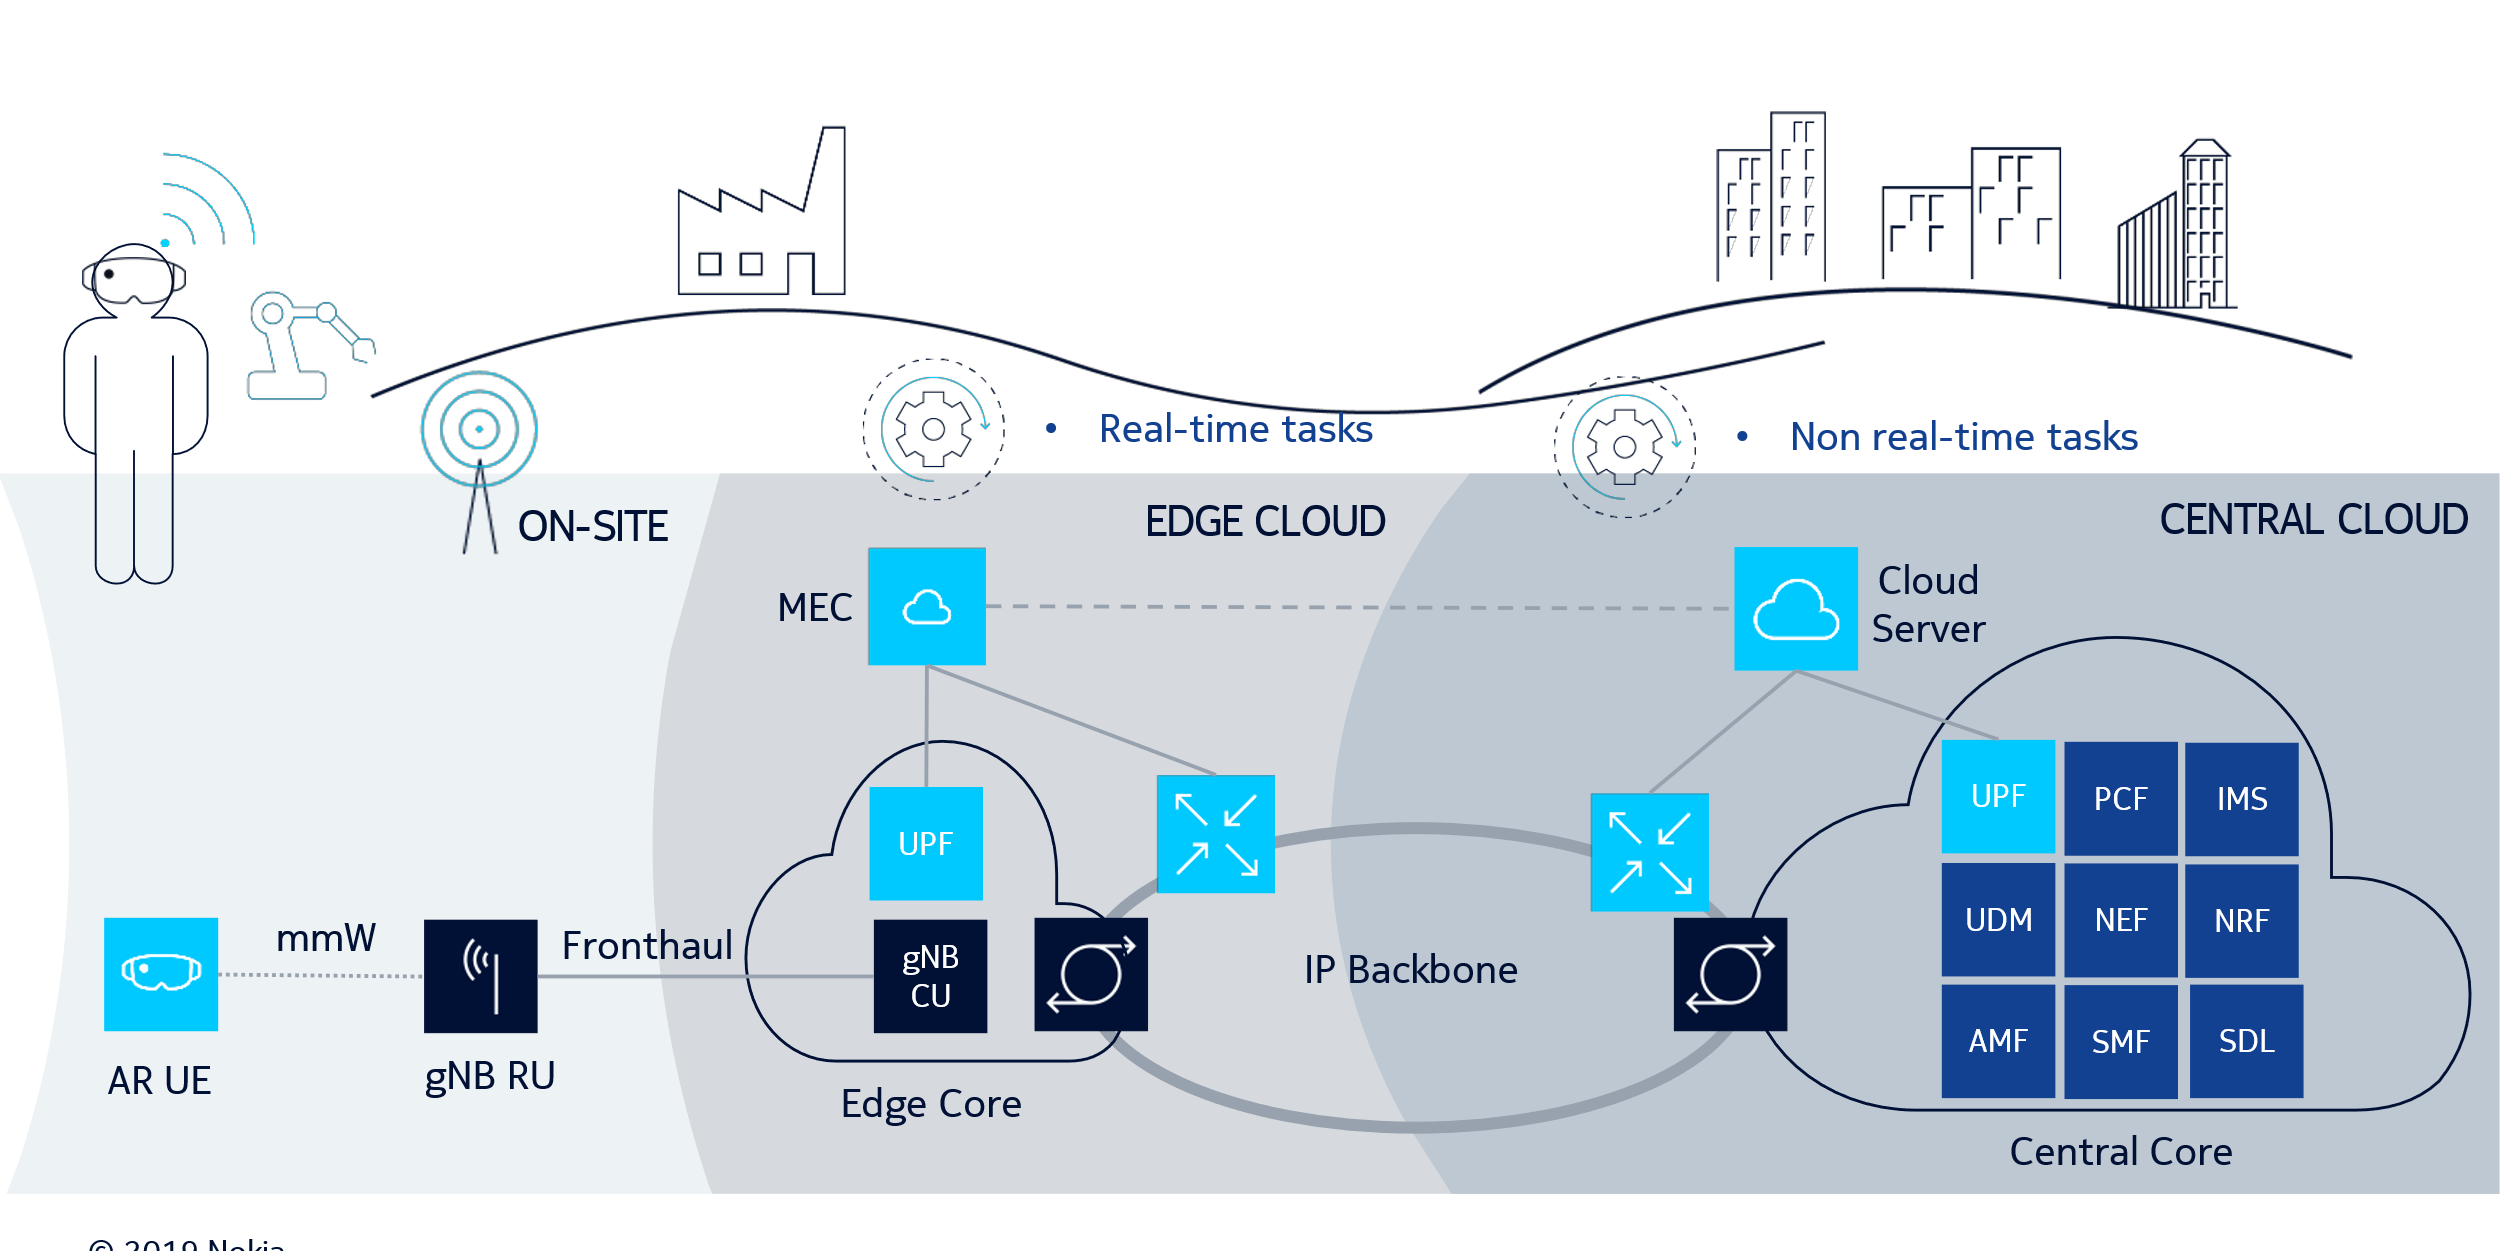 • Real-time tasks
• Non real-time tasks
ON-SITE
EDGE CLOUD
CENTRAL CLOUD
MEC
Cloud
Server
UPF
UPF
PCF
IMS
UDM
NEF
NRF
AMF
SMF
SDL
mmW
Fronthaul
gNB
CU
IP Backbone
AR UE
gNB RU
Edge Core
Central Core
© 2019 Nokia